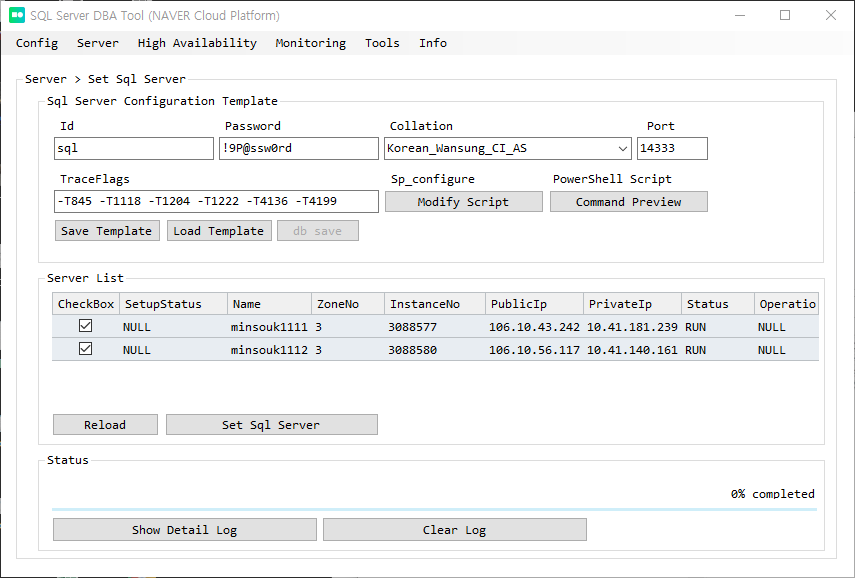 SQL Server DBA Tool (NAVER Cloud Platform)
Config Server High Availability Monitoring Tools Info
Server > Set Sql Server
Sql Server Configuration Template
Id Password Collation Port
sql !9P@ssw0rd Korean_Wansung_CI_AS 14333
TraceFlags Sp_configure PowerShell Script
-T845 -T1118 -T1204 -T1222 -T4136 -T4199 Modify Script Command Preview
Save Template Load Template db save
Server List
CheckBox SetupStatus Name ZoneNo InstanceNo PublicIp PrivateIp Status Operatio
NULL minsouk1111 3 3088577 106.10.43.242 10.41.181.239 RUN NULL
NULL minsouk1112 3 3088580 106.10.56.117 10.41.140.161 RUN NULL
Reload Set Sql Server
Status
0% completed
Show Detail Log Clear Log